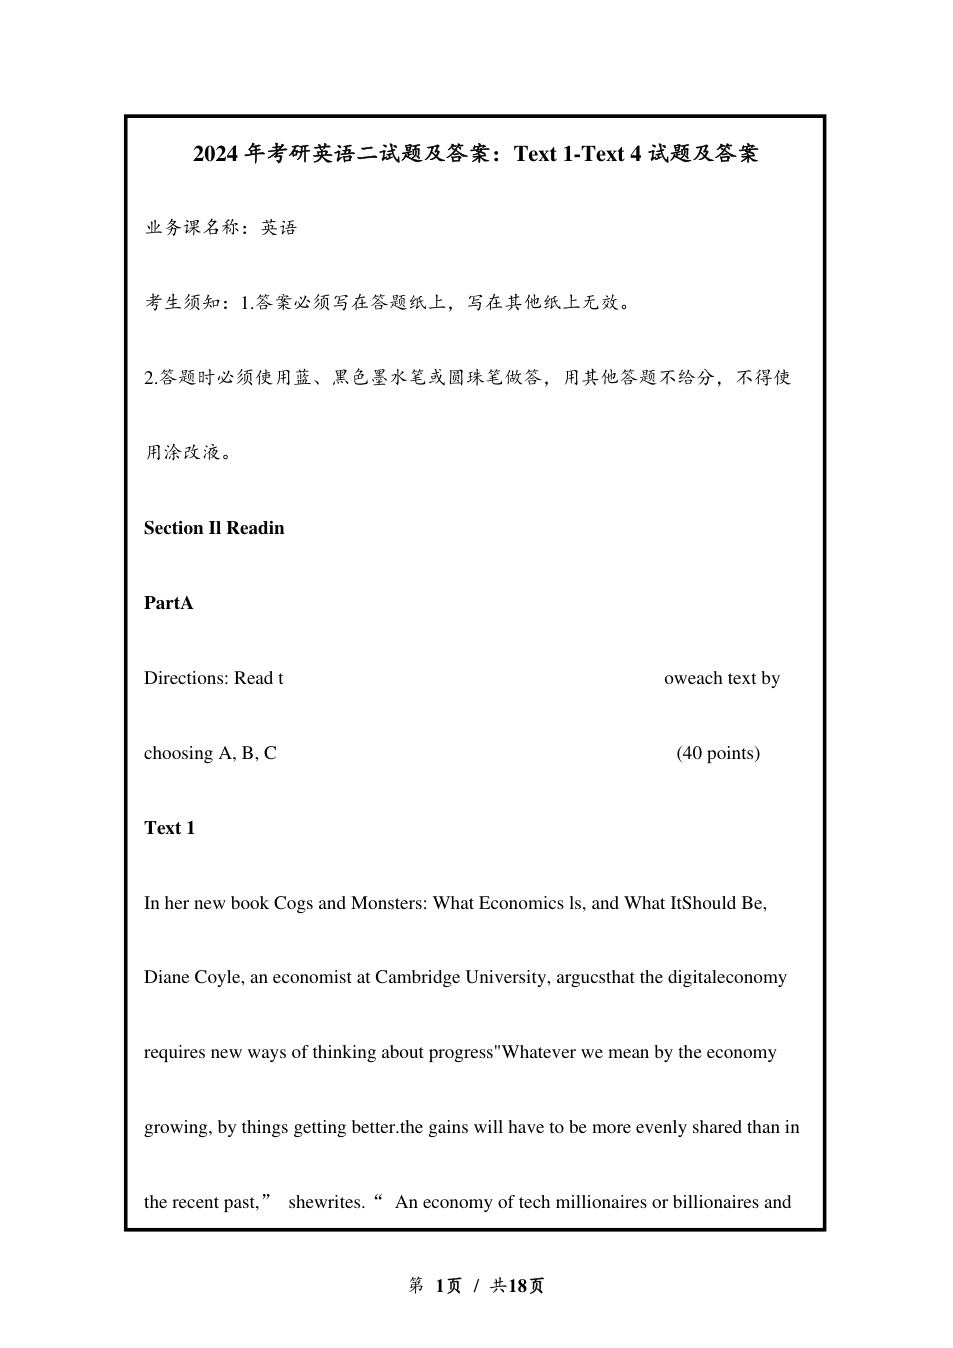 2024 年考研英语二试题及答案：Text 1-Text 4 试题及答案
业务课名称：英语
考生须知：1.答案必须写在答题纸上，写在其他纸上无效。
2.答题时必须使用蓝、黑色墨水笔或圆珠笔做答，用其他答题不给分，不得使
用涂改液。
Section Il Readin
PartA
Directions: Read t oweach text by
choosing A, B, C (40 points)
Text 1
In her new book Cogs and Monsters: What Economics ls, and What ItShould Be,
Diane Coyle, an economist at Cambridge University, argucsthat the digitaleconomy
requires new ways of thinking about progress"Whatever we mean by the economy
growing, by things getting better.the gains will have to be more evenly shared than in
the recent past,” shewrites.“ An economy of tech millionaires or billionaires and
第 1页 / 共18页